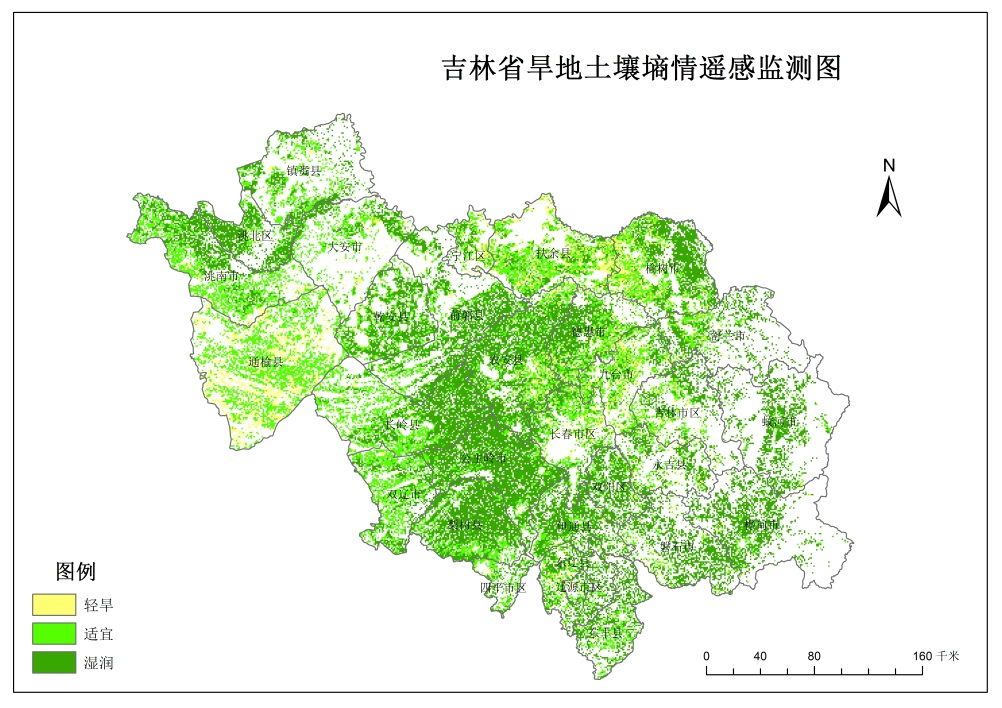 吉林省旱地土壤墒情遥感监测图
N
镇赉县
洮北区
大安市
洮南市
宁江区
扶余县
榆树市
乾安县
前郭县
德惠市
舒兰市
通榆县
农安县
九台市
吉林市区
蛟河市
长岭县
长春市区
公主岭市
永吉县
双辽市
双阳区
梨树县
伊通县
桦甸市
磐石市
四平市区
辽源市区
东丰县
图例
轻旱
适宜
湿润
0 40 80 160 千米